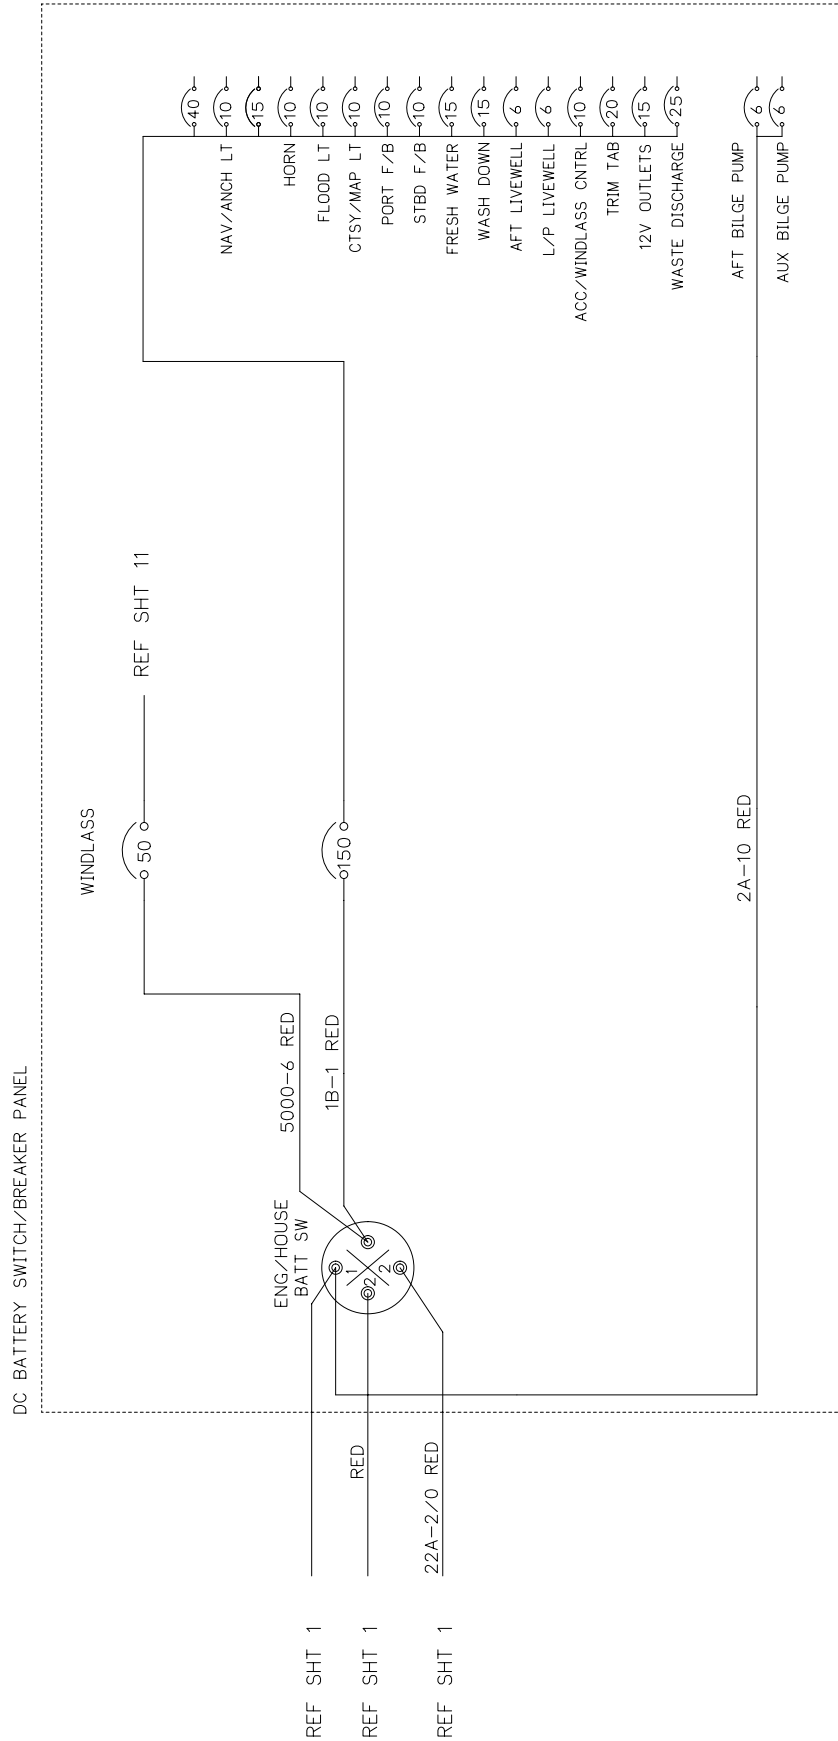 DC BATTERY SWITCH/BREAKER PANEL
WINDLASS
50
REF SHT 11
5000-6 RED
1B-1 RED
150
ENG/HOUSE
BATT SW
1
2
2
REF SHT 1
REF SHT 1
RED
REF SHT 1
22A-2/0 RED
2A-10 RED
40
NAV/ANCH LT 10
15
HORN 10
FLOOD LT 10
CTSY/MAP LT 10
PORT F/B 10
STBD F/B 10
FRESH WATER 15
WASH DOWN 15
AFT LIVEWELL 6
L/P LIVEWELL 6
ACC/WINDLASS CNTRL 10
TRIM TAB 20
12V OUTLETS 15
WASTE DISCHARGE 25
AFT BILGE PUMP 6
AUX BILGE PUMP 6